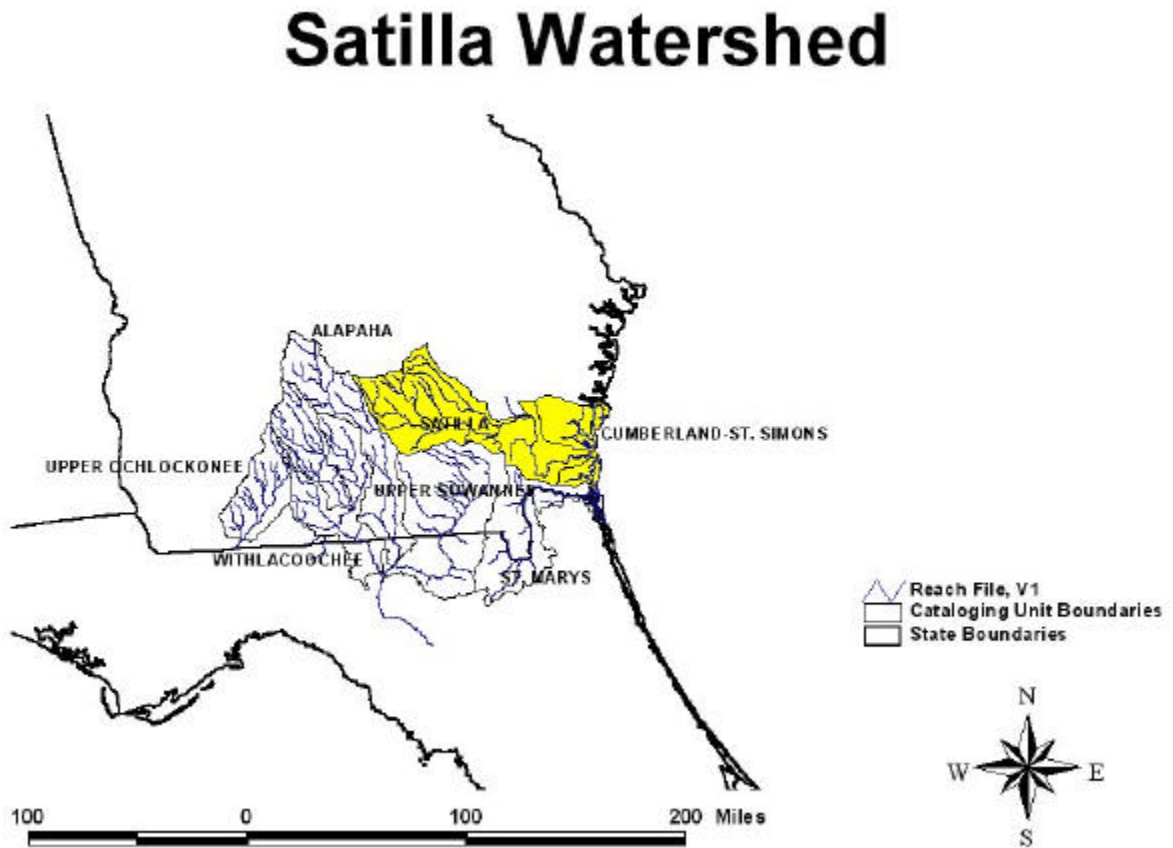 Satilla Watershed
ALAPAHA
SATILLA
CUMBERLAND-ST. SIMONS
UPPER OCHLOCKONEE
UPPER SUWANNEE
WITHLACOOCHEE
ST. MARYS
Reach File, V1
Cataloging Unit Boundaries
State Boundaries
N
W E
S
100 0 100 200 Miles